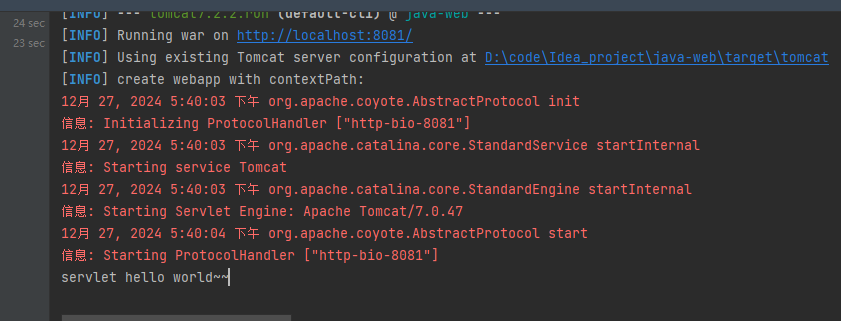 24 sec
23 sec
[INFO] --- tomcat7:2.2:run (default-cli) @ java-web ---
[INFO] Running war on http://localhost:8081/
[INFO] Using existing Tomcat server configuration at D:\code\Idea_project\java-web\target\tomcat
[INFO] create webapp with contextPath:
12月 27, 2024 5:40:03 下午 org.apache.coyote.AbstractProtocol init
信息: Initializing ProtocolHandler ["http-bio-8081"]
12月 27, 2024 5:40:03 下午 org.apache.catalina.core.StandardService startInternal
信息: Starting service Tomcat
12月 27, 2024 5:40:03 下午 org.apache.catalina.core.StandardEngine startInternal
信息: Starting Servlet Engine: Apache Tomcat/7.0.47
12月 27, 2024 5:40:04 下午 org.apache.coyote.AbstractProtocol start
信息: Starting ProtocolHandler ["http-bio-8081"]
servlet hello world~~